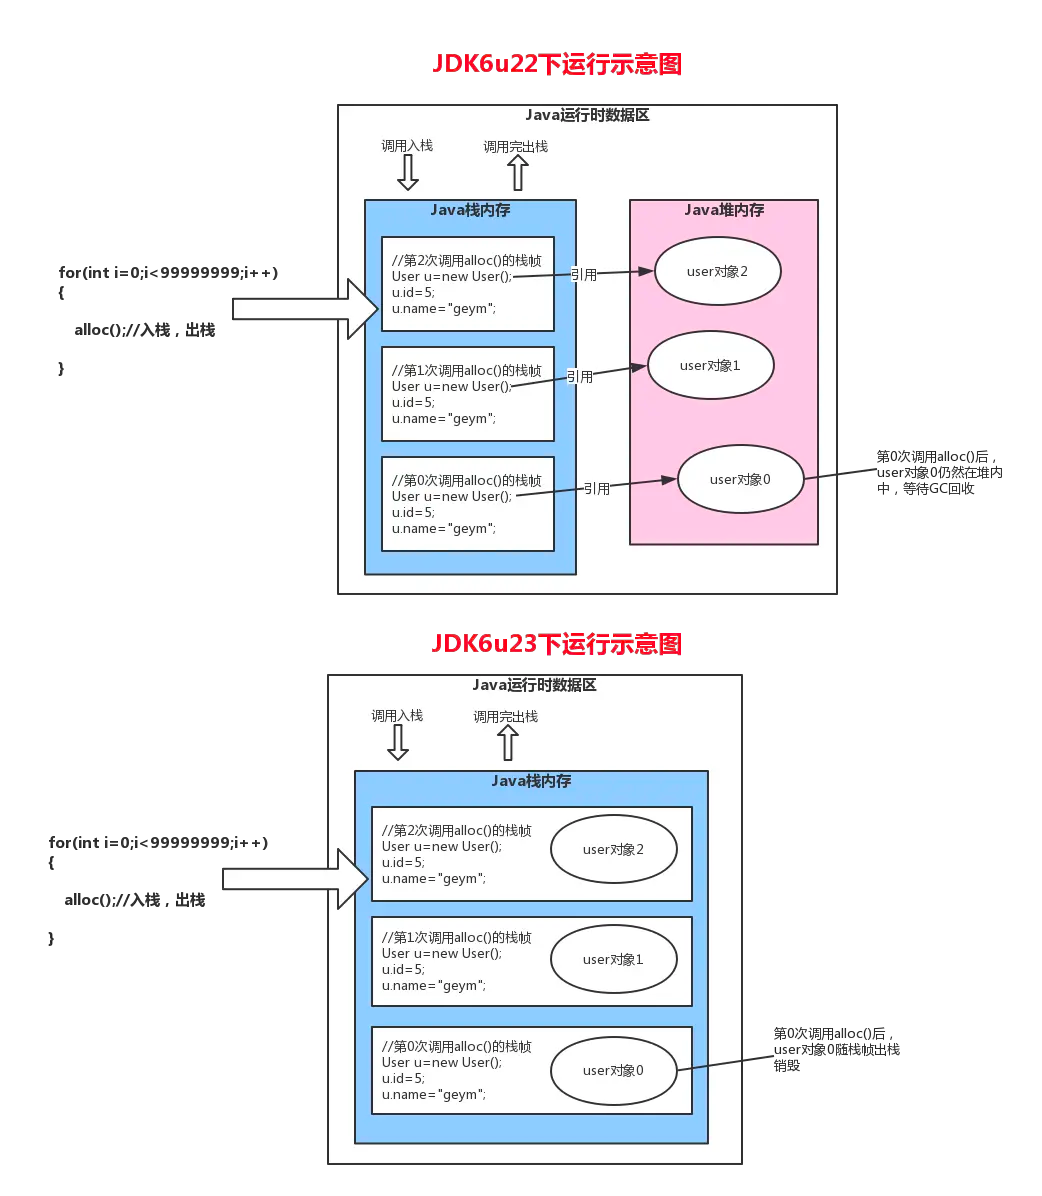 JDK6u22下运行示意图
Java运行时数据区
调用入栈
调用完出栈
Java栈内存
Java堆内存
for(int i=0;i<99999999;i++)
{
alloc();//入栈，出栈
}
//第2次调用alloc()的栈帧
User u=new User();
u.id=5;
u.name="geym";
引用
user对象2
//第1次调用alloc()的栈帧
User u=new User();
u.id=5;
u.name="geym";
引用
user对象1
//第0次调用alloc()的栈帧
User u=new User();
u.id=5;
u.name="geym";
引用
user对象0
第0次调用alloc()后，
user对象0仍然在堆内
中，等待GC回收
JDK6u23下运行示意图
Java运行时数据区
调用入栈
调用完出栈
Java栈内存
for(int i=0;i<99999999;i++)
{
alloc();//入栈，出栈
}
//第2次调用alloc()的栈帧
User u=new User();
u.id=5;
u.name="geym";
user对象2
//第1次调用alloc()的栈帧
User u=new User();
u.id=5;
u.name="geym";
user对象1
//第0次调用alloc()的栈帧
User u=new User();
u.id=5;
u.name="geym";
user对象0
第0次调用alloc()后，
user对象0随栈帧出栈
销毁